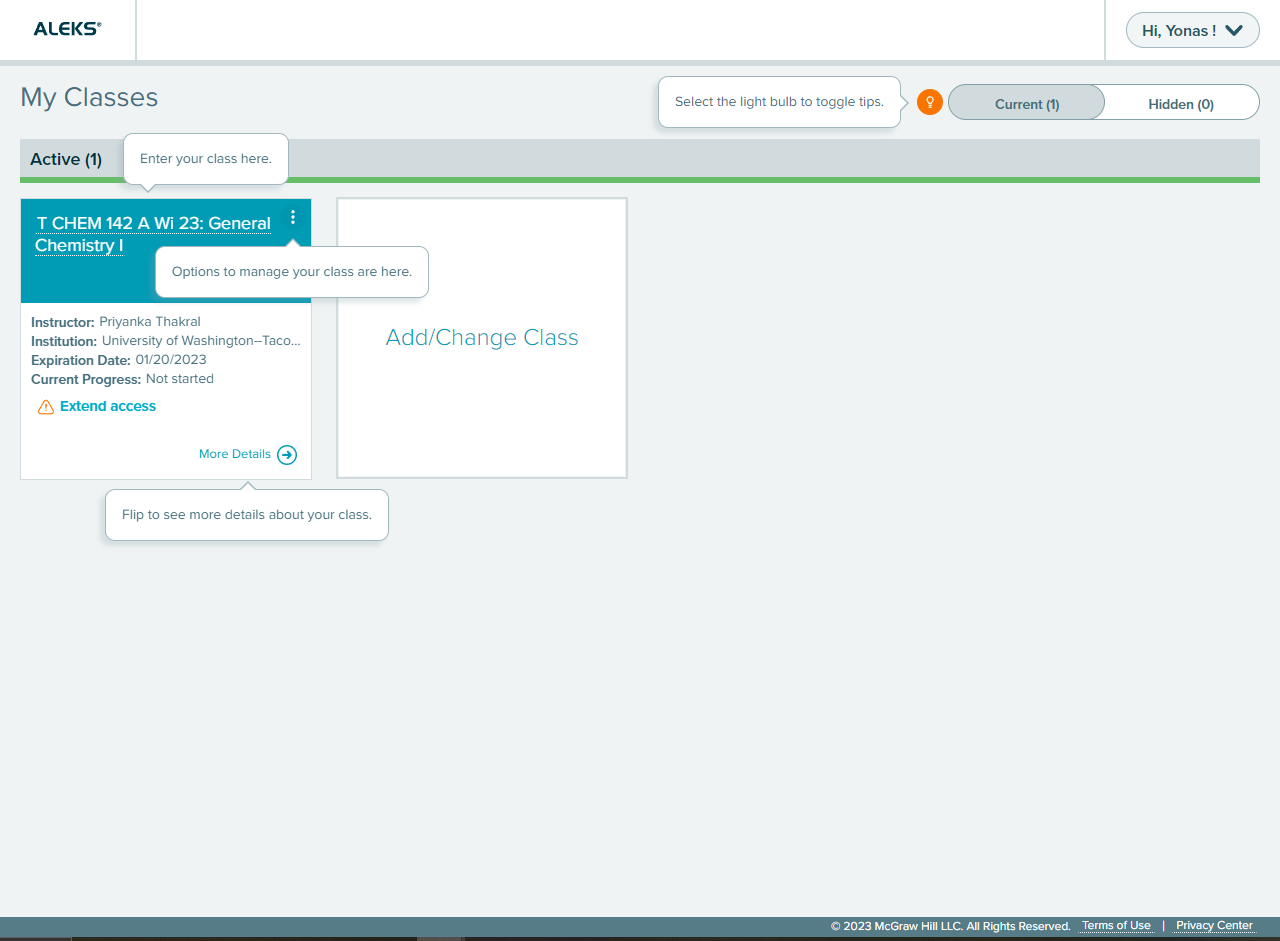 ALEKS®
Hi, Yonas !
My Classes
Select the light bulb to toggle tips.
Current (1)
Hidden (0)
Active (1)
Enter your class here.
T CHEM 142 A Wi 23: General
Chemistry I
Options to manage your class are here.
Instructor: Priyanka Thakral
Institution: University of Washington--Taco...
Expiration Date: 01/20/2023
Current Progress: Not started
Extend access
More Details
Add/Change Class
Flip to see more details about your class.
© 2023 McGraw Hill LLC. All Rights Reserved. Terms of Use | Privacy Center